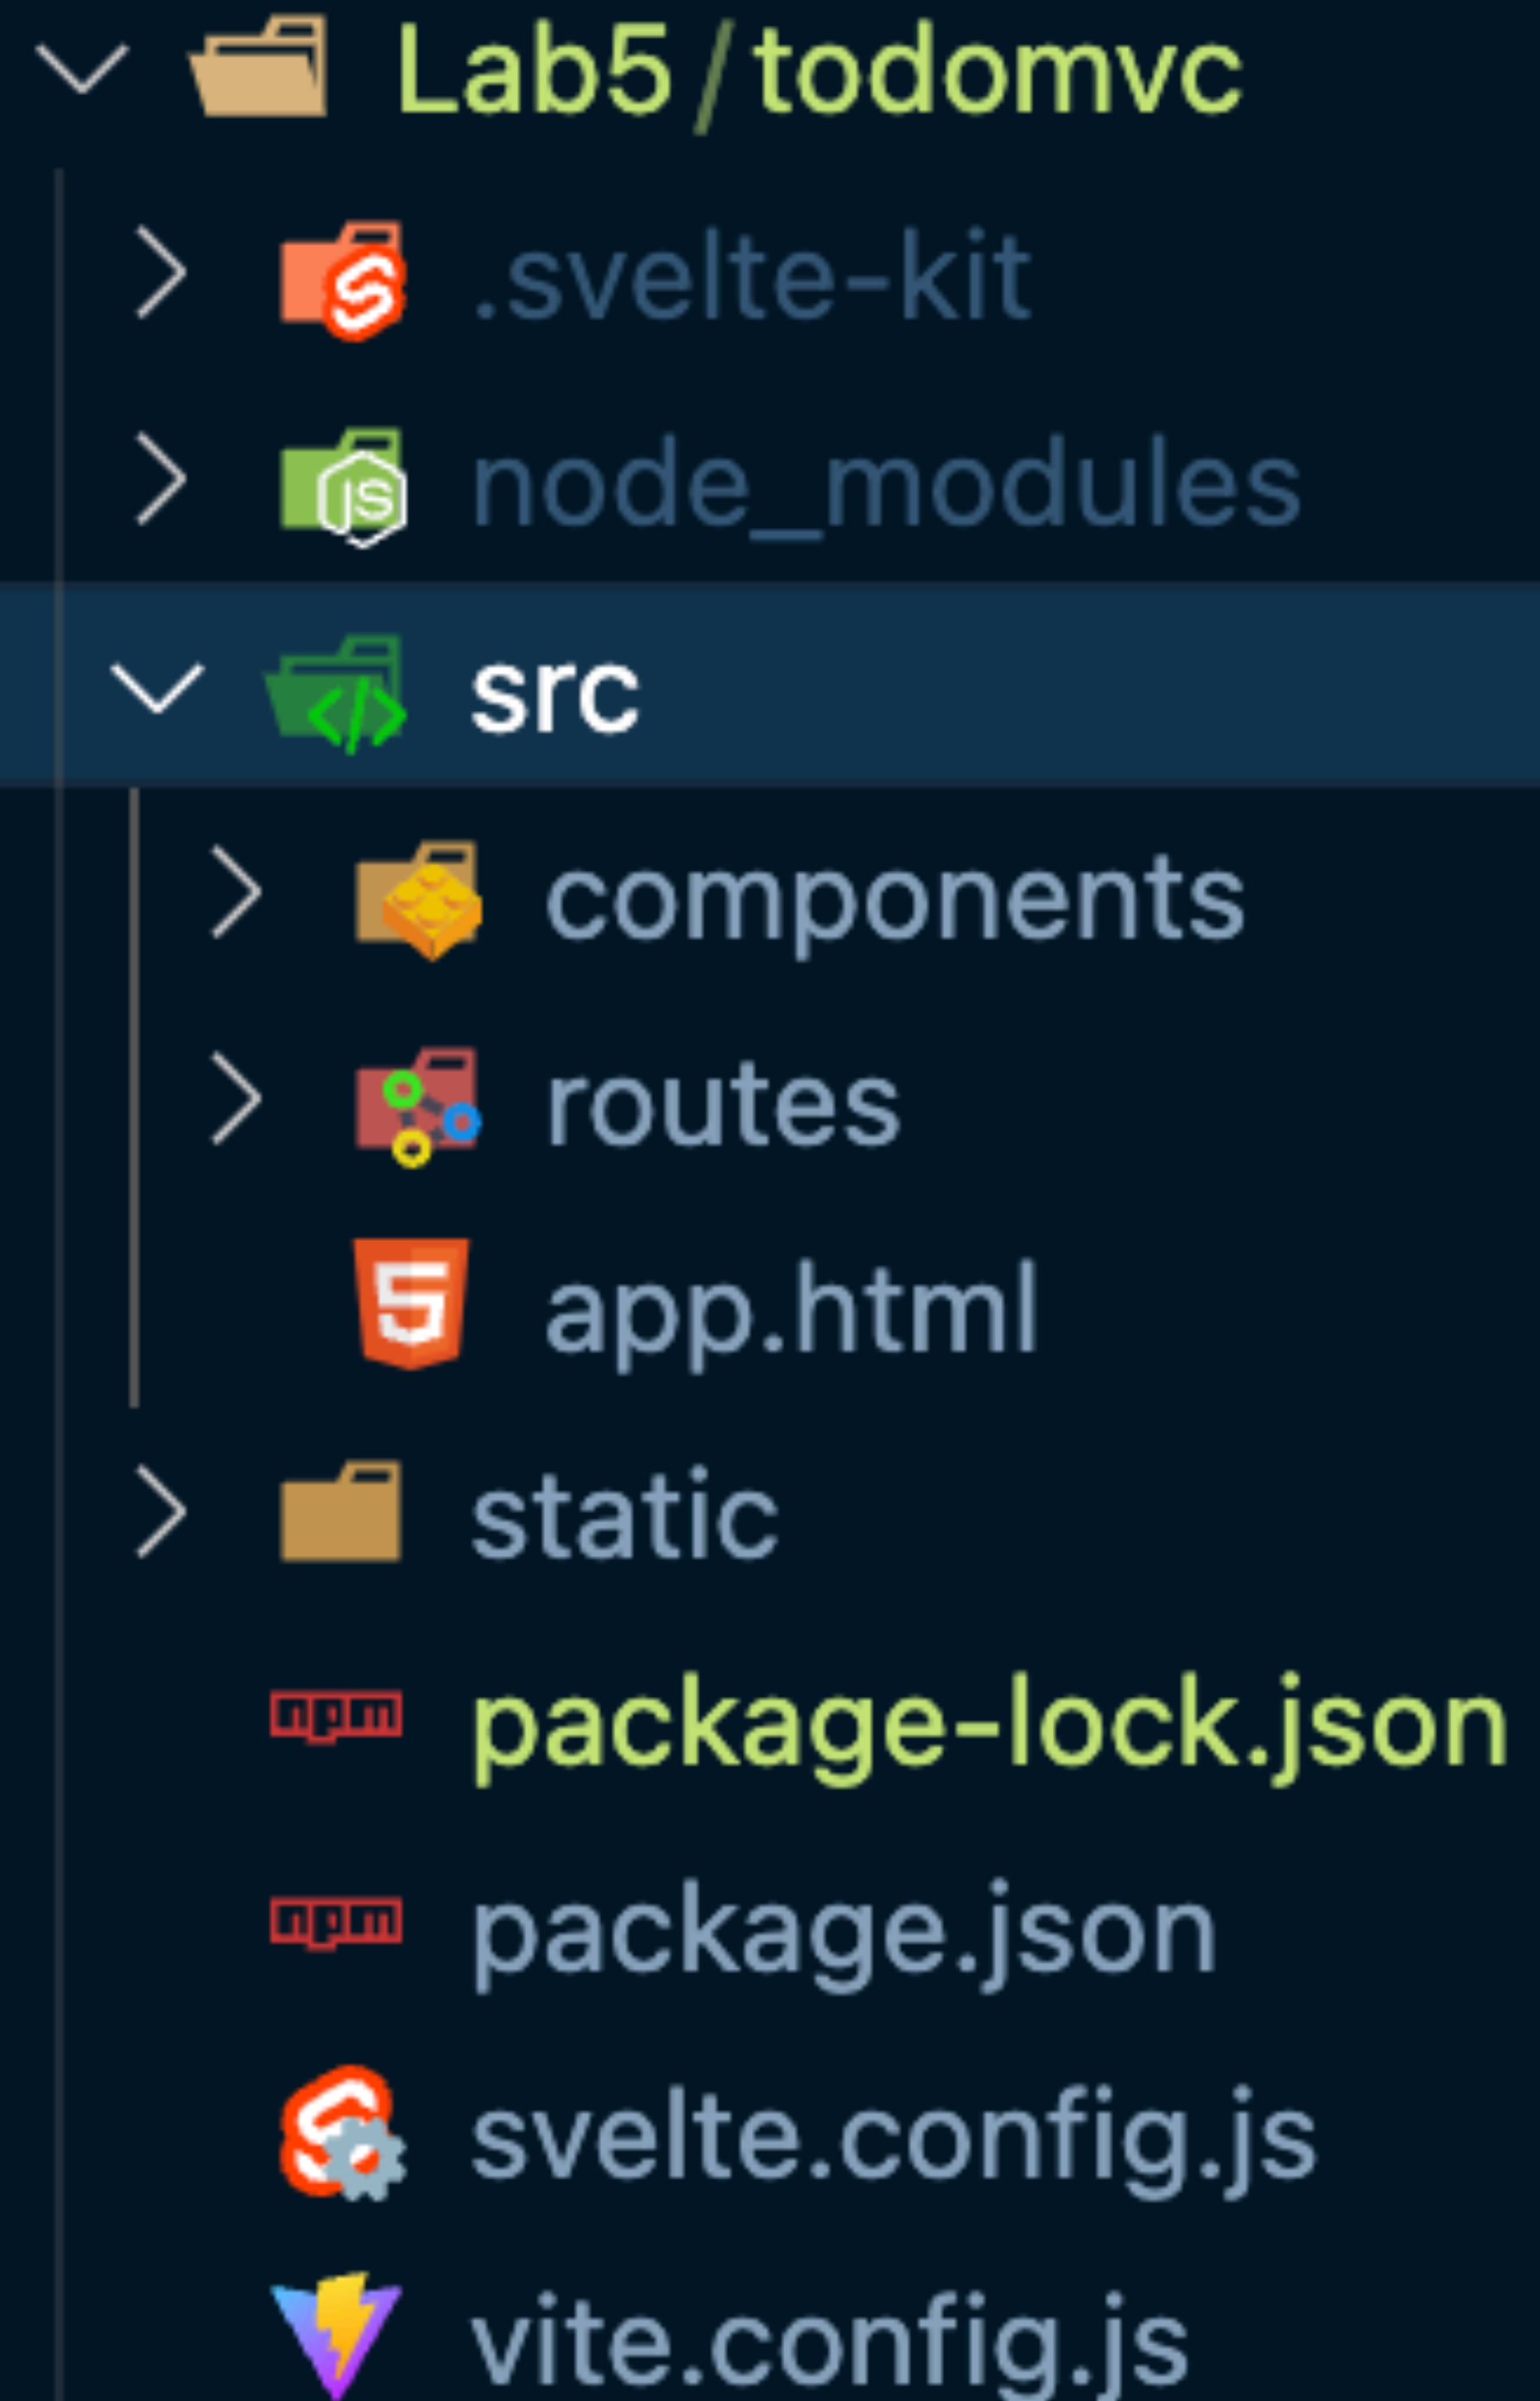 Lab5/todomvc
.svelte-kit
node_modules
src
components
routes
app.html
static
package-lock.json
package.json
svelte.config.js
vite.config.js